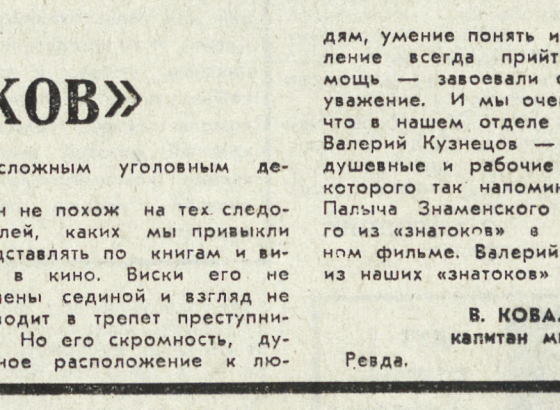 КОВ»
сложным уголовным де-
н не похож на тех следо-
лей, каких мы привыкли
дставлять по книгам и ви-
в кино. Виски его не
лены сединой и взгляд не
водит в трепет преступни-
Но его скромность, ду-
ное расположение к лю-
дям, умение понять и
ление всегда прийт
мощь — завоевали
уважение. И мы оче
что в нашем отделе
Валерий Кузнецов —
душевные и рабочие
которого так напомин
Палыча Знаменского
го из «знатоков» в
ном фильме. Валерий
из наших «знатоков»
В. КОВА
капитан м
Ревда.